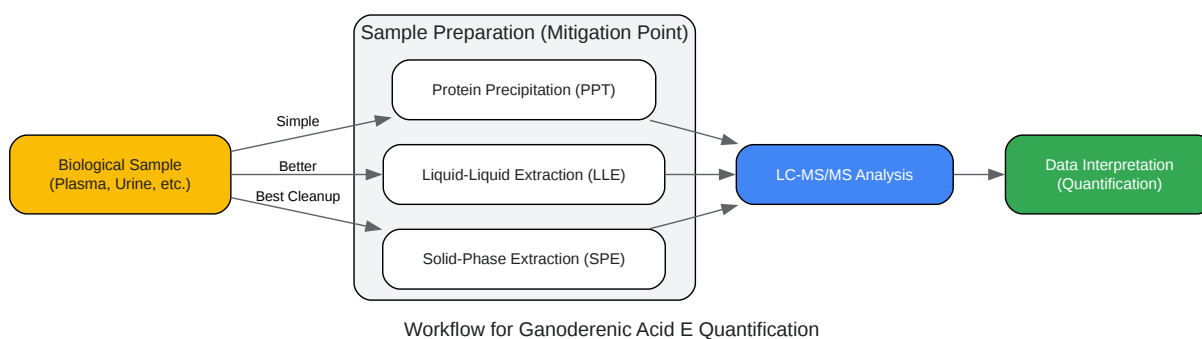 Sample Preparation (Mitigation Point)
Protein Precipitation (PPT)
Simple
Biological Sample
(Plasma, Urine, etc.)
Better
Liquid-Liquid Extraction (LLE)
LC-MS/MS Analysis
Data Interpretation
(Quantification)
Best Cleanup
Solid-Phase Extraction (SPE)
Workflow for Ganoderenic Acid E Quantification